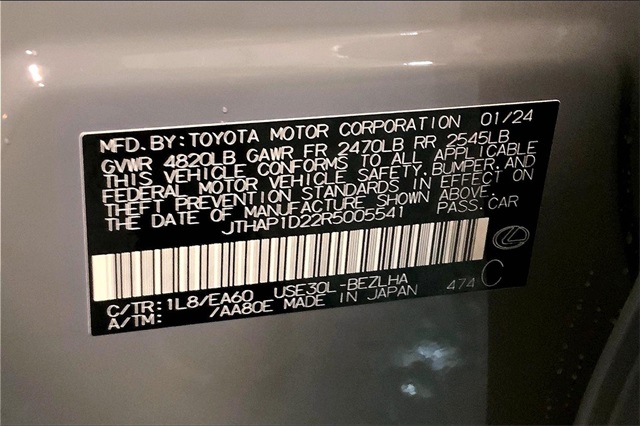 MFD. BY: TOYOTA MOTOR CORPORATION 01/24
GVWR 4820LB GAWR FR 2470LB RR 2545LB
THIS VEHICLE CONFORMS TO ALL APPLICABLE
FEDERAL MOTOR VEHICLE SAFETY, BUMPER, AND
THEFT PREVENTION STANDARDS IN EFFECT ON
THE DATE OF MANUFACTURE SHOWN ABOVE.
JTHAP1D22R5005541 PASS. CAR
C/TR: 1L8/EA60 USE30L-BEZLHA
A/TM: /AA80E MADE IN JAPAN 474 C